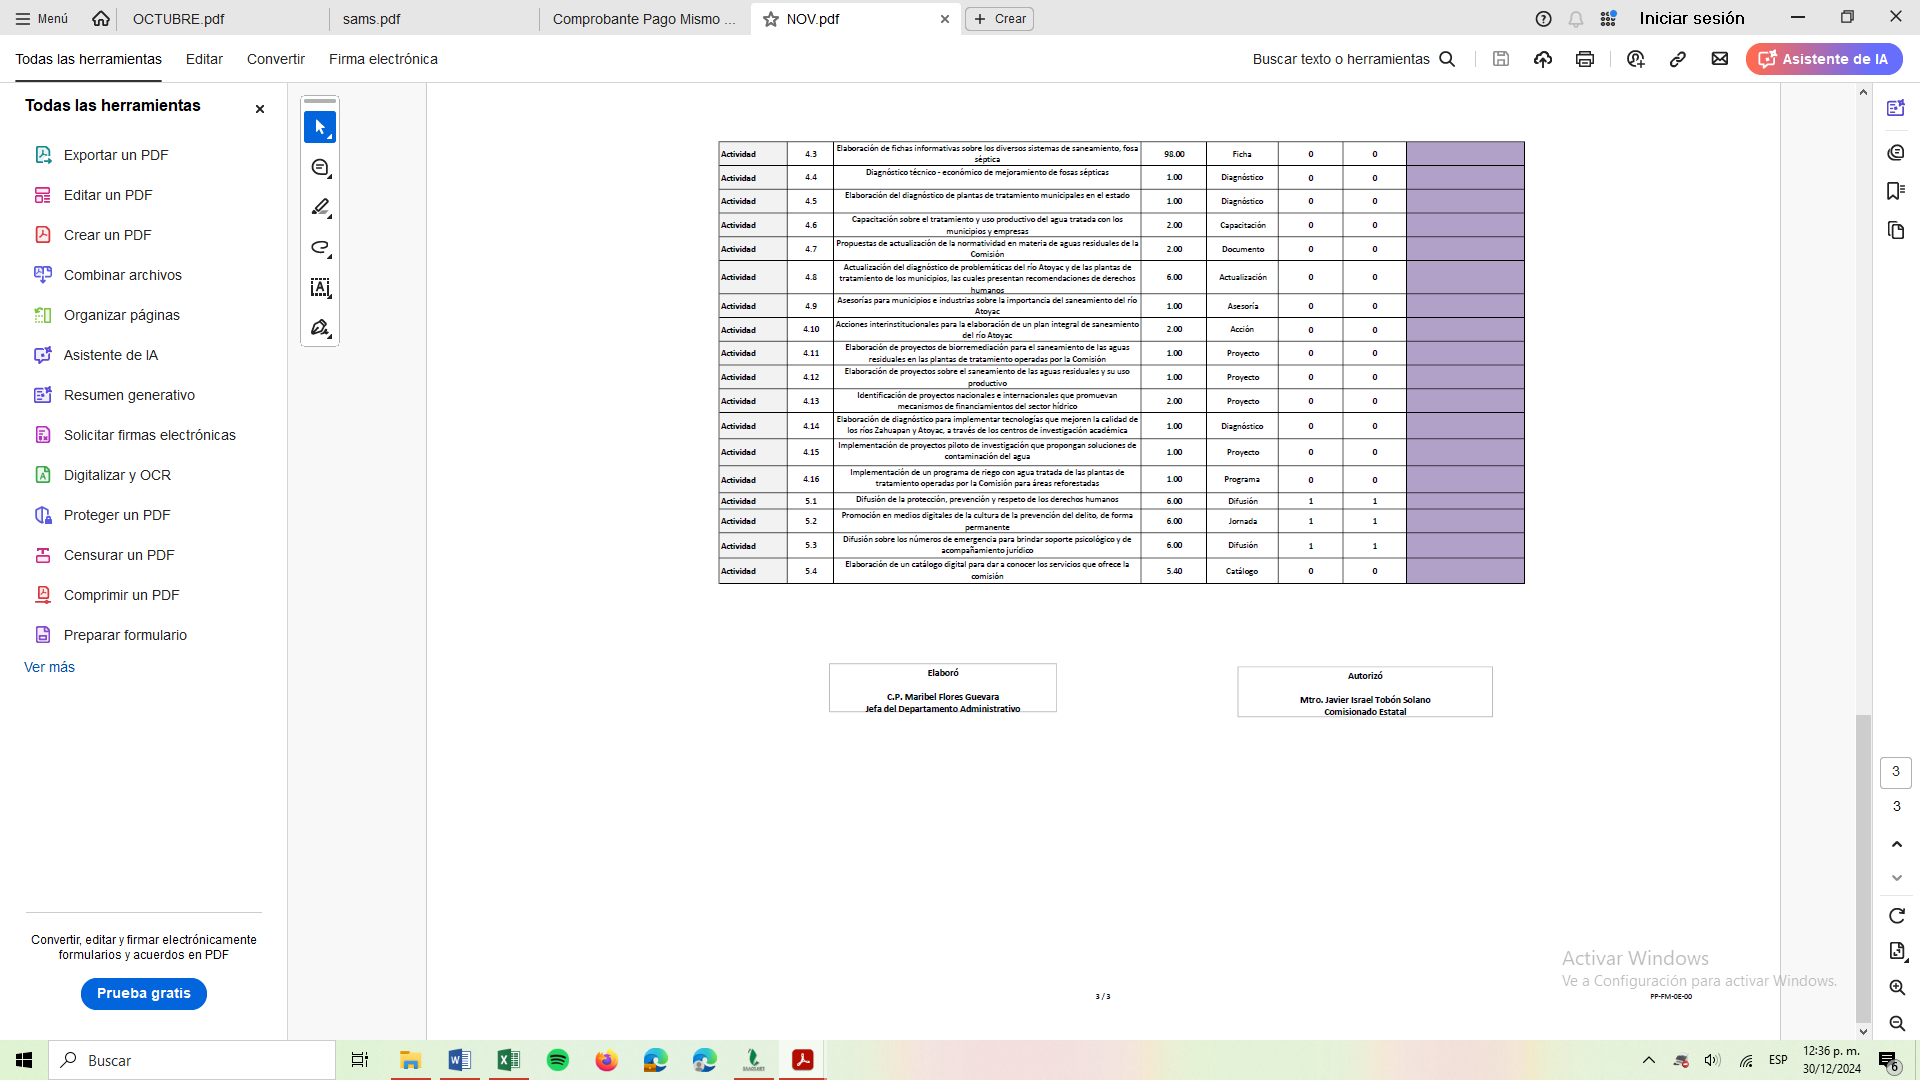 Menú
OCTUBRE.pdf
sams.pdf
Comprobante Pago Mismo ...
NOV.pdf
Crear
Iniciar sesión
Todas las herramientas
Editar
Convertir
Firma electrónica
Buscar texto o herramientas
Asistente de IA
Todas las herramientas
Exportar un PDF
Editar un PDF
Crear un PDF
Combinar archivos
Organizar páginas
Asistente de IA
Resumen generativo
Solicitar firmas electrónicas
Digitalizar y OCR
Proteger un PDF
Censurar un PDF
Comprimir un PDF
Preparar formulario
Ver más
Convertir, editar y firmar electrónicamente
formularios y acuerdos en PDF
Prueba gratis
Actividad 4.3 Elaboración de fichas informativas sobre los diversos sistemas de saneamiento, fosa 98.00 Ficha 0 0
séptica
Actividad 4.4 Diagnóstico técnico - económico de mejoramiento de fosas sépticas 1.00 Diagnóstico 0 0
Actividad 4.5 Elaboración del diagnóstico de plantas de tratamiento municipales en el estado 1.00 Diagnóstico 0 0
Actividad 4.6 Capacitación sobre el tratamiento y uso productivo del agua tratada con los 2.00 Capacitación 0 0
municipios y empresas
Actividad 4.7 Propuestas de actualización de la normatividad en materia de aguas residuales de la 2.00 Documento 0 0
Comisión
Actividad 4.8 Actualización del diagnóstico de problemáticas del río Atoyac y de las plantas de 6.00 Actualización 0 0
tratamiento de los municipios, las cuales presentan recomendaciones de derechos
humanos
Actividad 4.9 Asesorías para municipios e industrias sobre la importancia del saneamiento del río 1.00 Asesoría 0 0
Atoyac
Actividad 4.10 Acciones interinstitucionales para la elaboración de un plan integral de saneamiento 2.00 Acción 0 0
del río Atoyac
Actividad 4.11 Elaboración de proyectos de biorremediación para el saneamiento de las aguas 1.00 Proyecto 0 0
residuales en las plantas de tratamiento operadas por la Comisión
Actividad 4.12 Elaboración de proyectos sobre el saneamiento de las aguas residuales y su uso 1.00 Proyecto 0 0
productivo
Actividad 4.13 Identificación de proyectos nacionales e internacionales que promuevan 2.00 Proyecto 0 0
mecanismos de financiamientos del sector hídrico
Actividad 4.14 Elaboración de diagnóstico para implementar tecnologías que mejoren la calidad de 1.00 Diagnóstico 0 0
los ríos Zahuapan y Atoyac, a través de los centros de investigación académica
Actividad 4.15 Implementación de proyectos piloto de investigación que propongan soluciones de 1.00 Proyecto 0 0
contaminación del agua
Actividad 4.16 Implementación de un programa de riego con agua tratada de las plantas de 1.00 Programa 0 0
tratamiento operadas por la Comisión para áreas reforestadas
Actividad 5.1 Difusión de la protección, prevención y respeto de los derechos humanos 6.00 Difusión 1 1
Actividad 5.2 Promoción en medios digitales de la cultura de la prevención del delito, de forma 6.00 Jornada 1 1
permanente
Actividad 5.3 Difusión sobre los números de emergencia para brindar soporte psicológico y de 6.00 Difusión 1 1
acompañamiento jurídico
Actividad 5.4 Elaboración de un catálogo digital para dar a conocer los servicios que ofrece la 5.40 Catálogo 0 0
comisión
Elaboró
C.P. Maribel Flores Guevara
Jefa del Departamento Administrativo
Autorizó
Mtro. Javier Israel Tobón Solano
Comisionado Estatal
3 / 3
PP-FM-0E-00
3
3
Activar Windows
Ve a Configuración para activar Windows.
Buscar
ESP
12:36 p. m.
30/12/2024
6